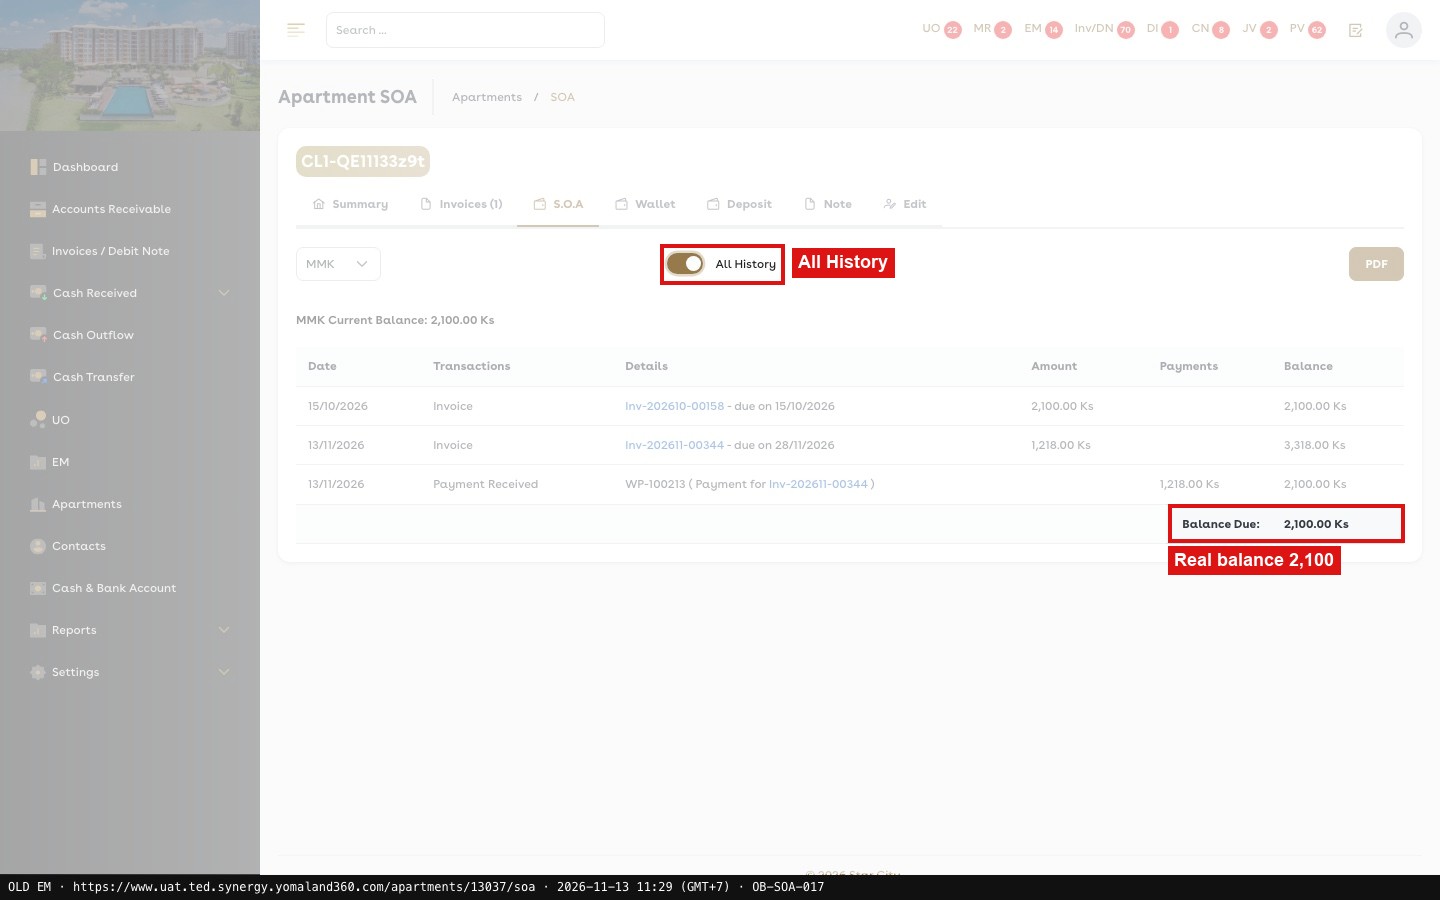 Search ...
UO 22 MR 2 EM 14 Inv/DN 70 DI 1 CN 8 JV 2 PV 62
Apartment SOA
Apartments / SOA
Dashboard
Accounts Receivable
Invoices / Debit Note
Cash Received
Cash Outflow
Cash Transfer
UO
EM
Apartments
Contacts
Cash & Bank Account
Reports
Settings
CL1-QE11133z9t
Summary Invoices (1) S.O.A Wallet Deposit Note Edit
MMK All History All History PDF
MMK Current Balance: 2,100.00 Ks
Date Transactions Details Amount Payments Balance
15/10/2026 Invoice Inv-202610-00158 - due on 15/10/2026 2,100.00 Ks 2,100.00 Ks
13/11/2026 Invoice Inv-202611-00344 - due on 28/11/2026 1,218.00 Ks 3,318.00 Ks
13/11/2026 Payment Received WP-100213 ( Payment for Inv-202611-00344 ) 1,218.00 Ks 2,100.00 Ks
Balance Due: 2,100.00 Ks
Real balance 2,100
© 2026 Star City
OLD EM · https://www.uat.ted.synergy.yomaland360.com/apartments/13037/soa · 2026-11-13 11:29 (GMT+7) · OB-SOA-017